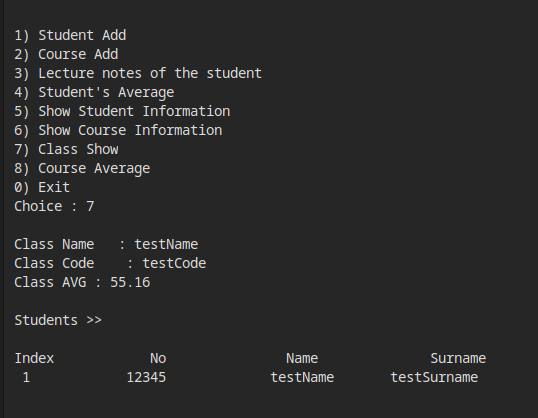 1) Student Add
2) Course Add
3) Lecture notes of the student
4) Student's Average
5) Show Student Information
6) Show Course Information
7) Class Show
8) Course Average
0) Exit
Choice : 7
Class Name   : testName
Class Code    : testCode
Class AVG : 55.16
Students >>
Index            No               Name              Surname
 1            12345             testName       testSurname